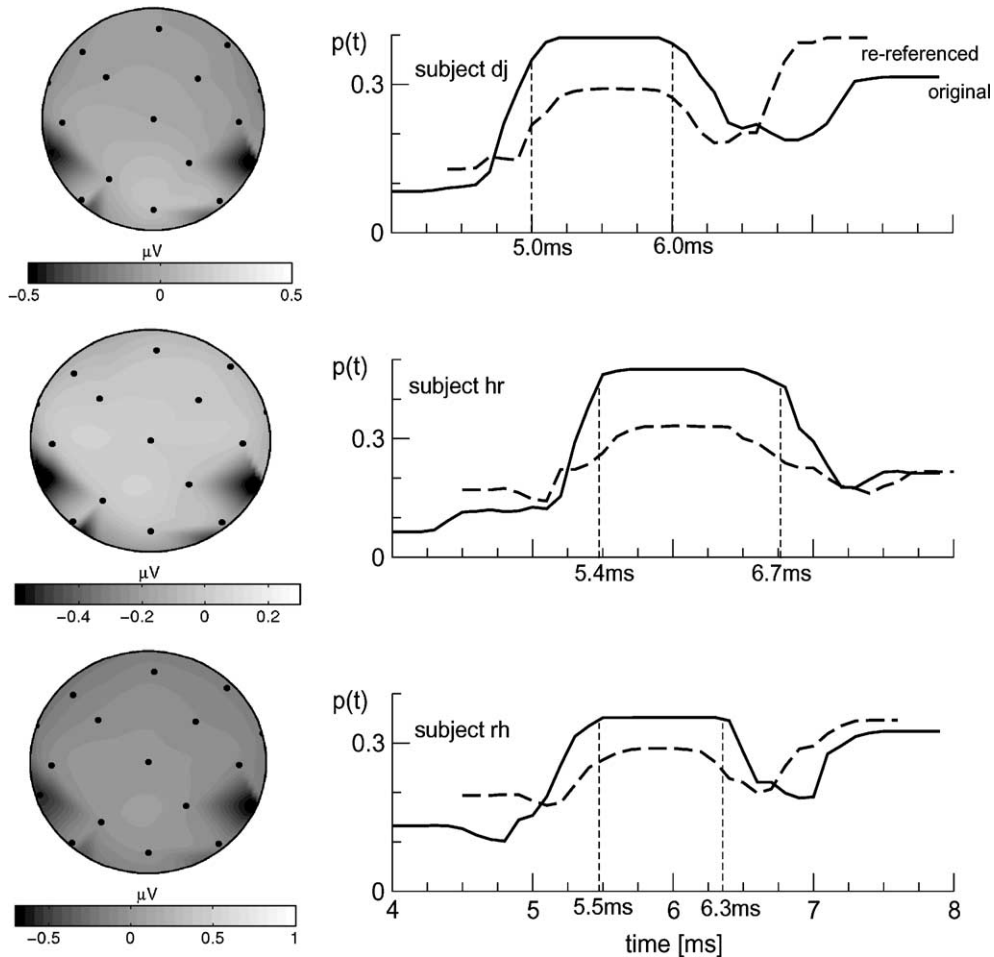 p(t)
subject dj
re-referenced
original
0.3
0
5.0ms 6.0ms
μV
−0.5 0 0.5
p(t)
subject hr
0.3
0
5.4ms 6.7ms
μV
−0.4 −0.2 0 0.2
p(t)
subject rh
0.3
0
4 5 6 7 8
5.5ms 6.3ms
time [ms]
μV
−0.5 0 0.5 1